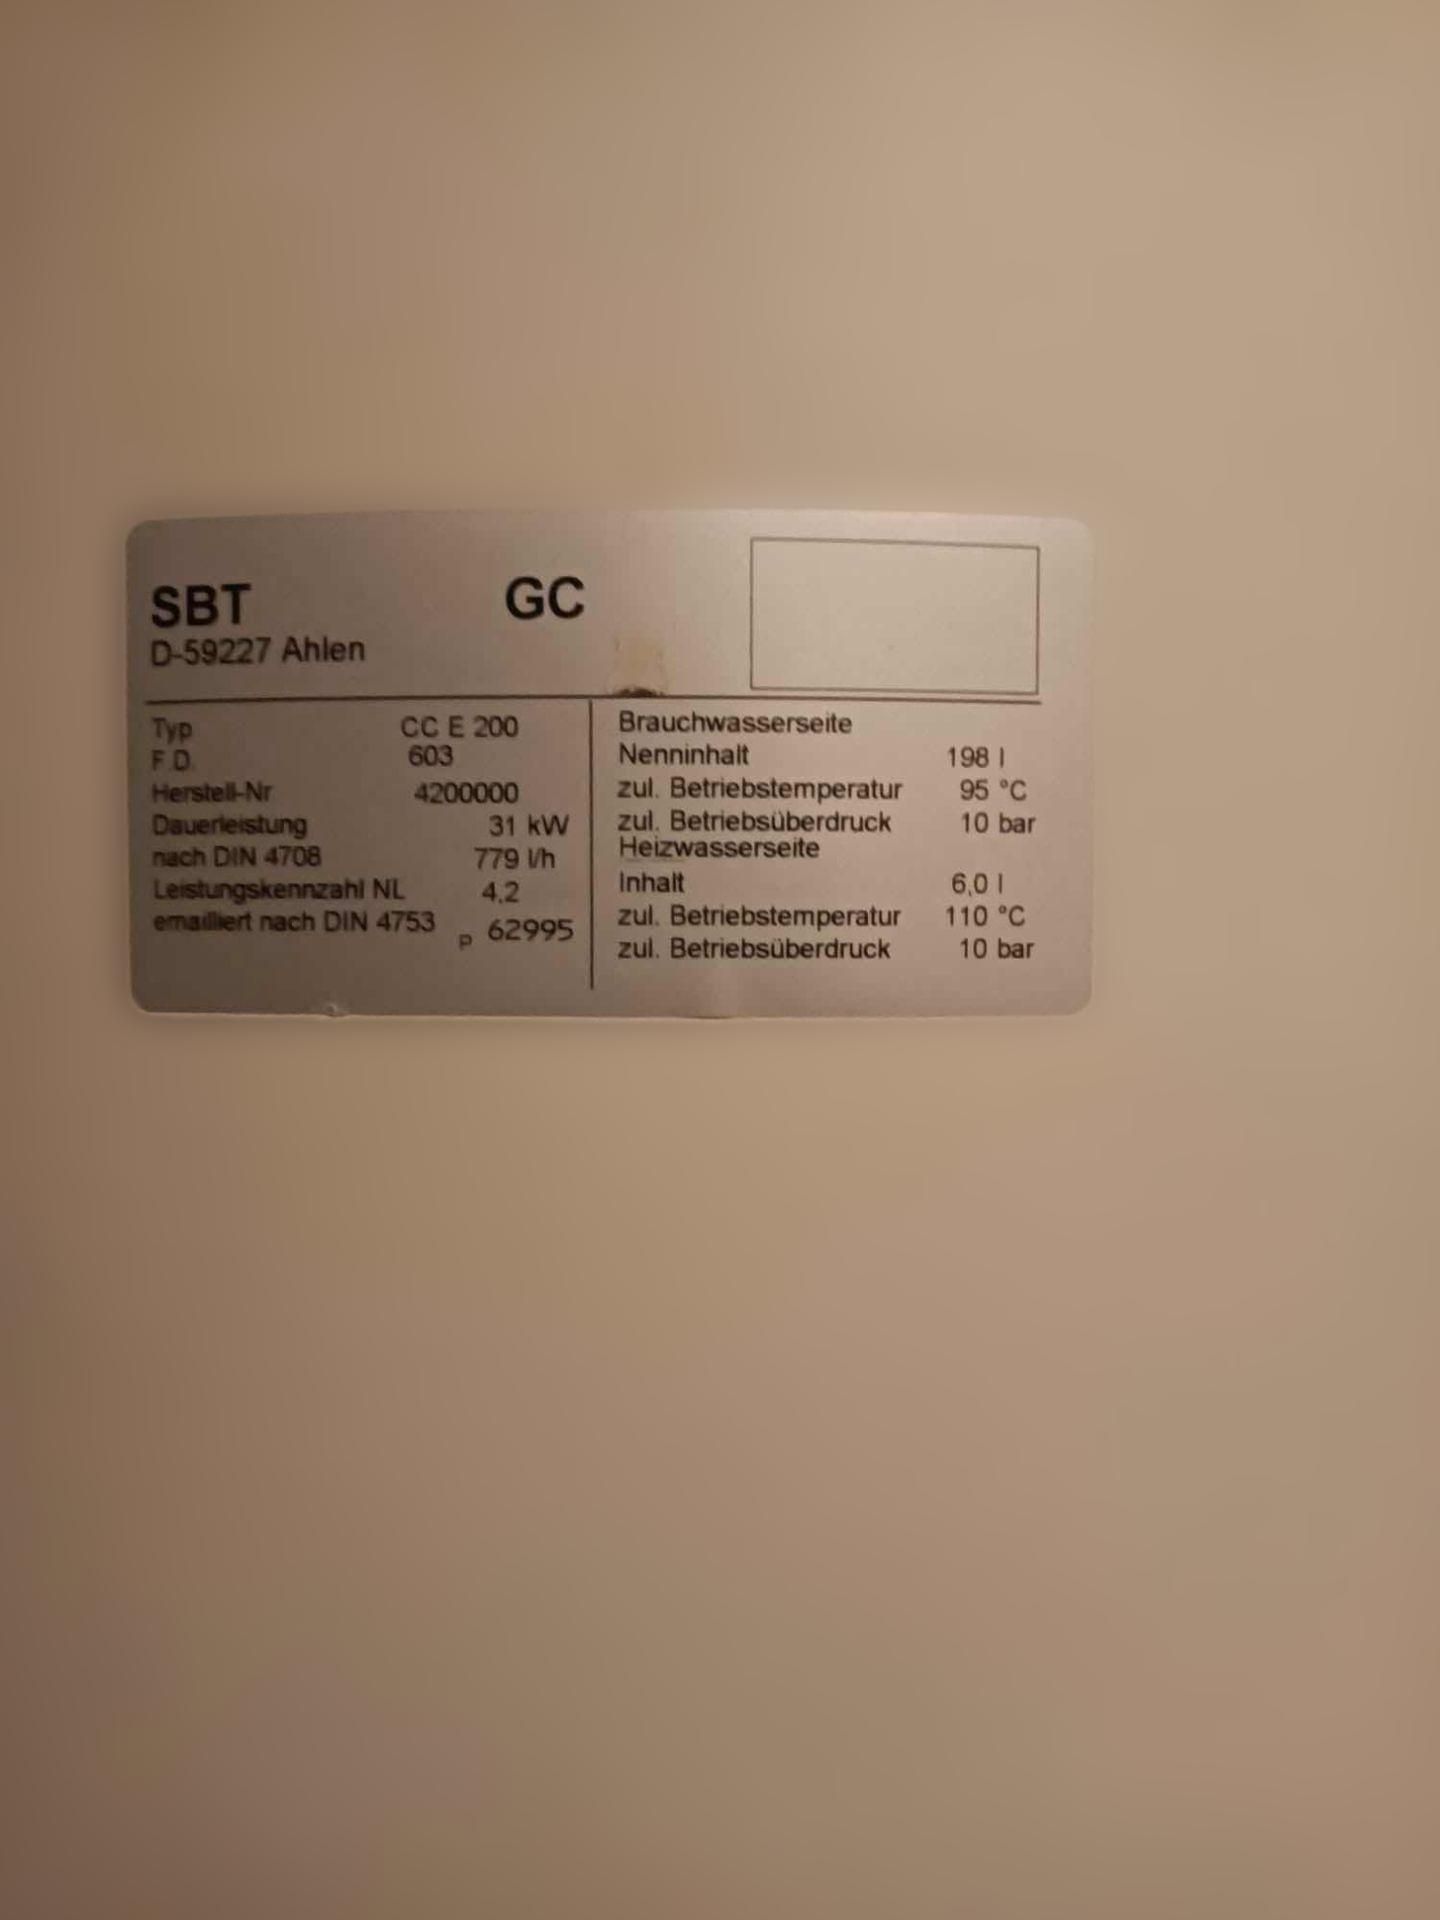 SBT GC
D-59227 Ahlen
Typ CC E 200
F D. 603
Herstell-Nr 4200000
Dauerleistung 31 kW
nach DIN 4708 779 l/h
Leistungskennzahl NL 4,2
emailliert nach DIN 4753 P 62995
Brauchwasserseite
Nenninhalt 198 l
zul. Betriebstemperatur 95 °C
zul. Betriebsüberdruck 10 bar
Heizwasserseite
Inhalt 6,0 l
zul. Betriebstemperatur 110 °C
zul. Betriebsüberdruck 10 bar